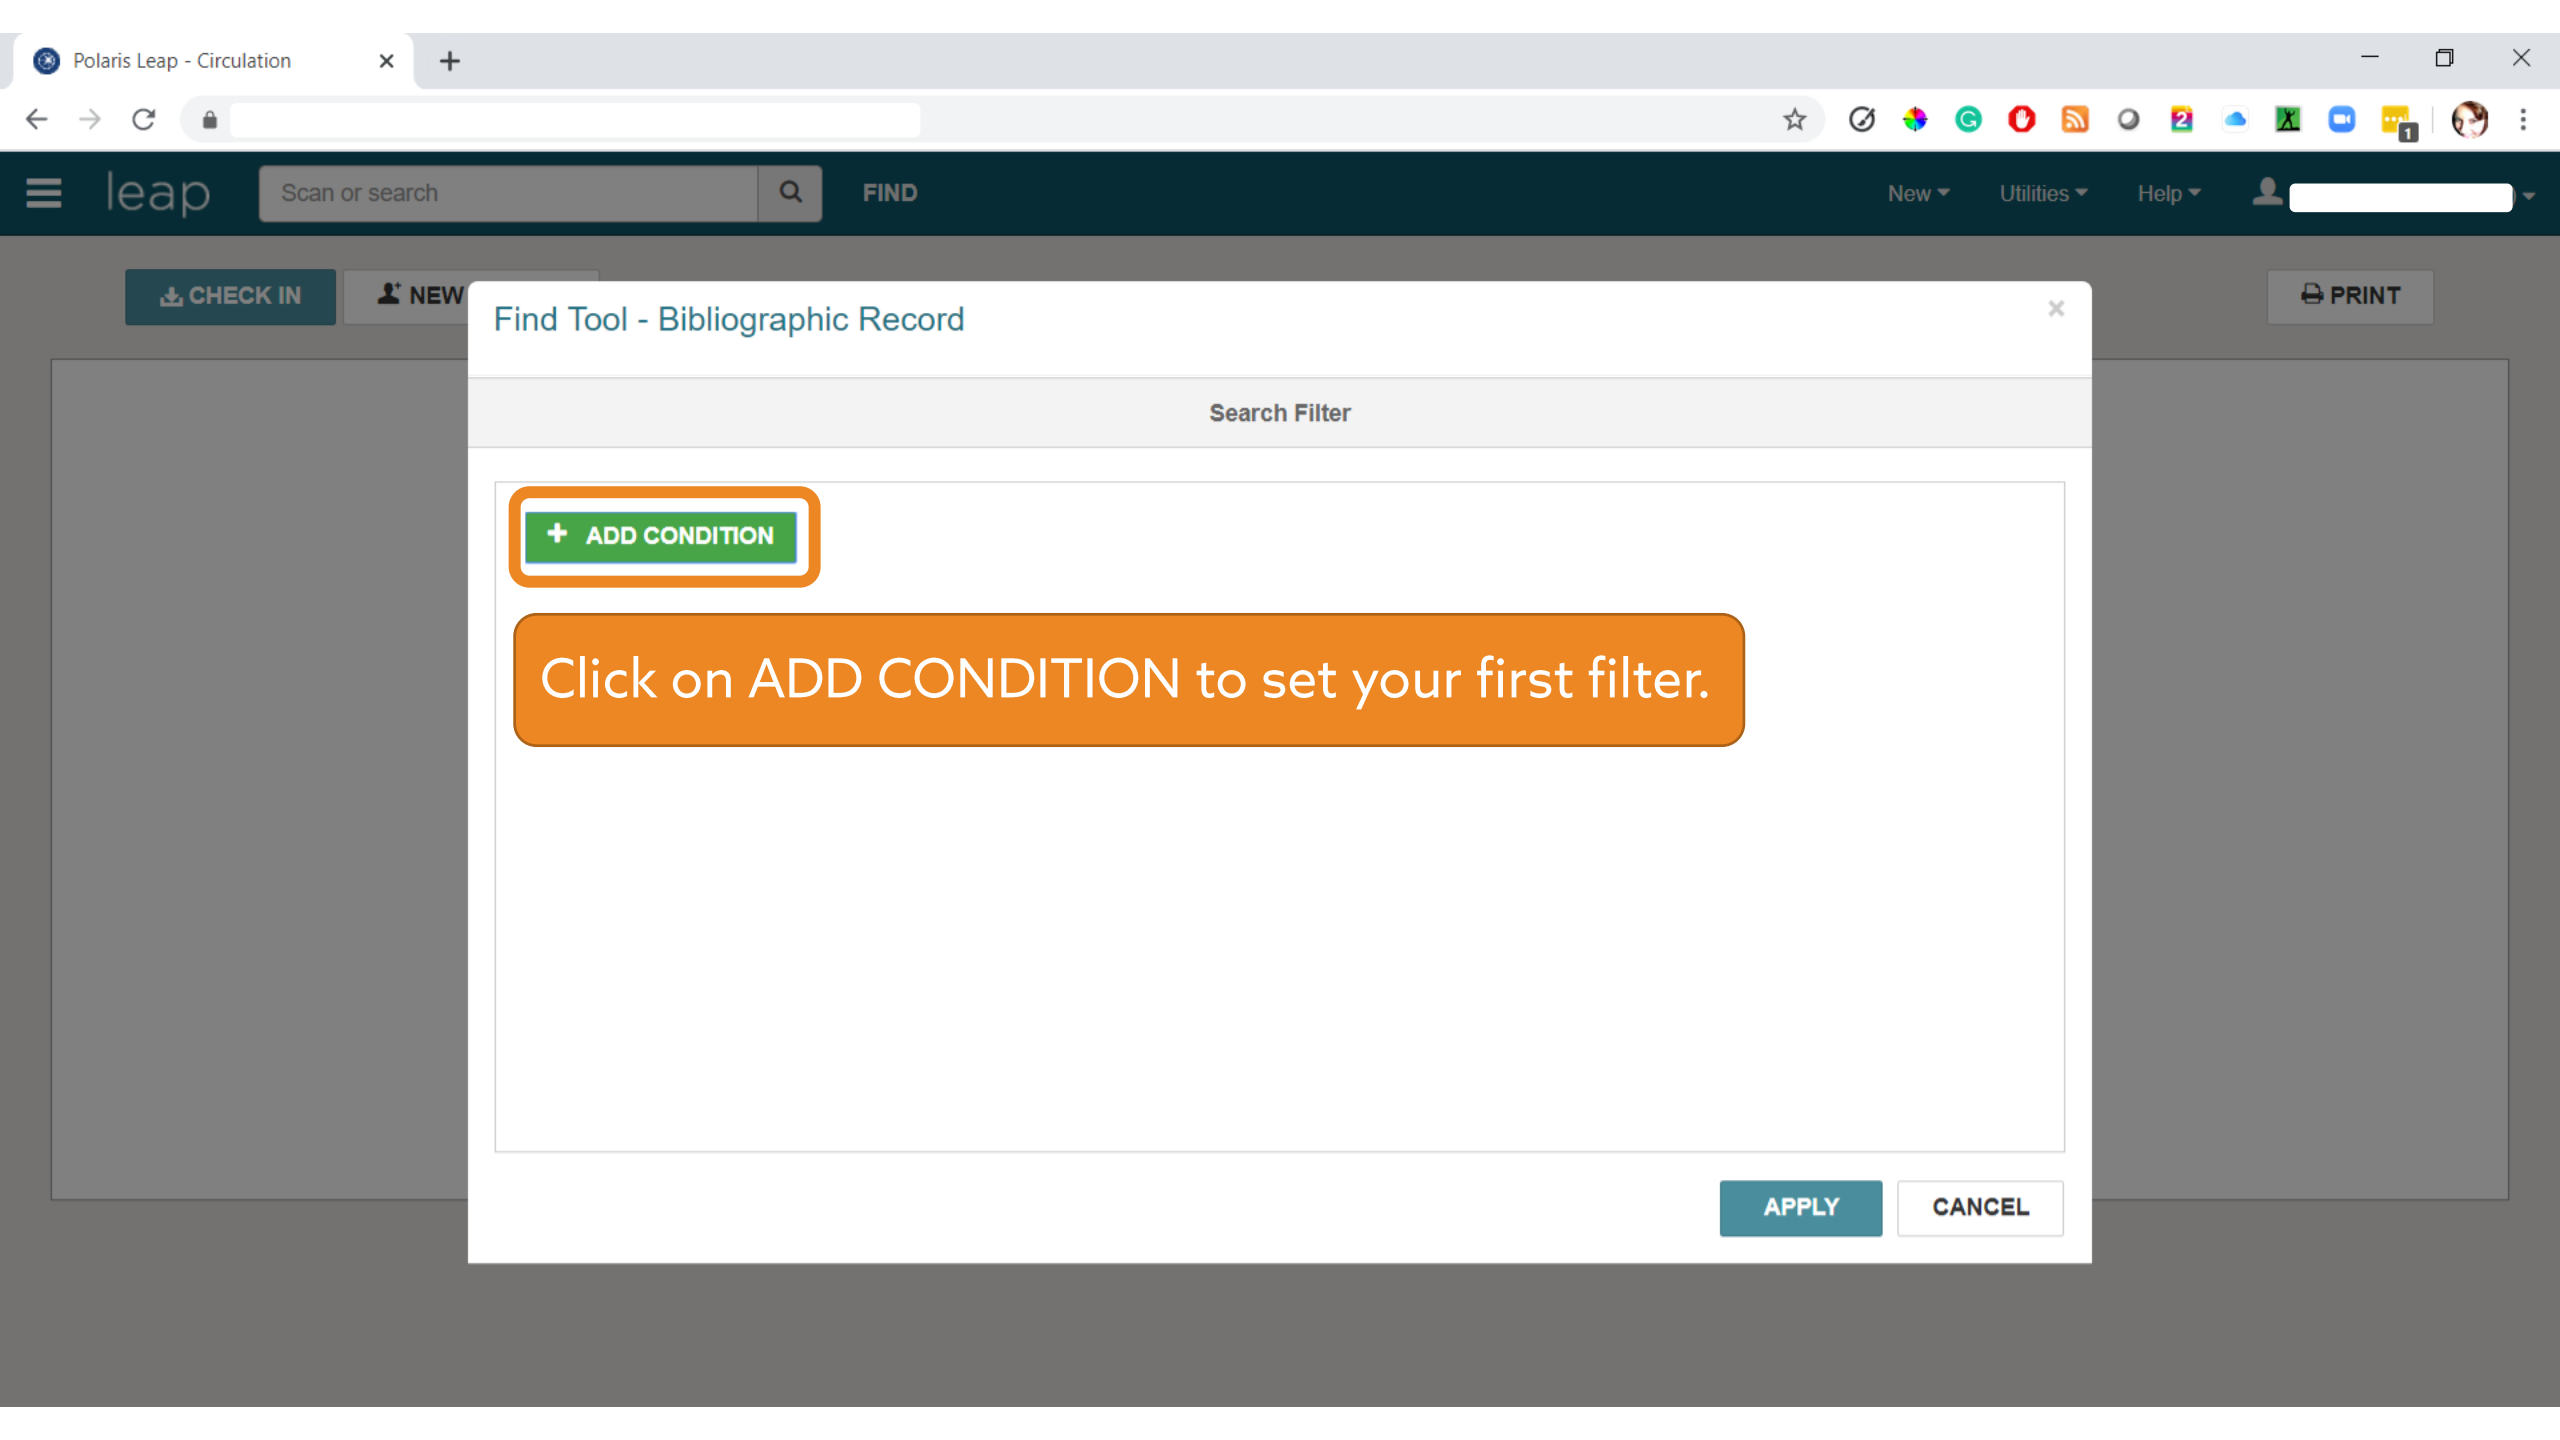 Polaris Leap - Circulation
1
leap
Scan or search
FIND
New
Utilities
Help
CHECK IN
NEW
PRINT
Find Tool - Bibliographic Record
Search Filter
ADD CONDITION
Click on ADD CONDITION to set your first filter.
APPLY
CANCEL